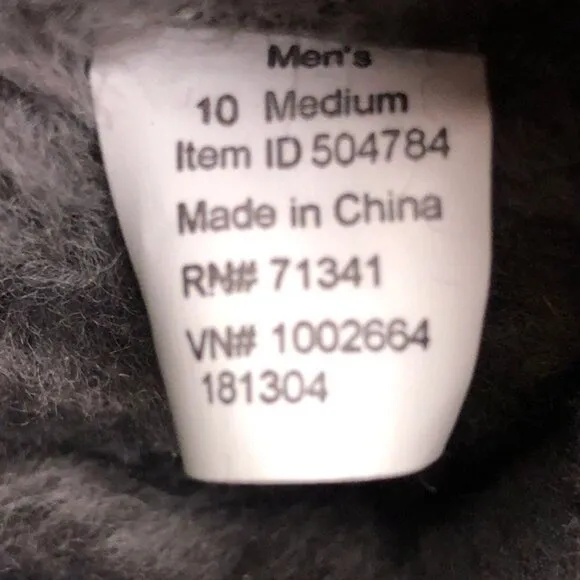 Men's
10 Medium
Item ID 504784
Made in China
RN# 71341
VN# 1002664
181304